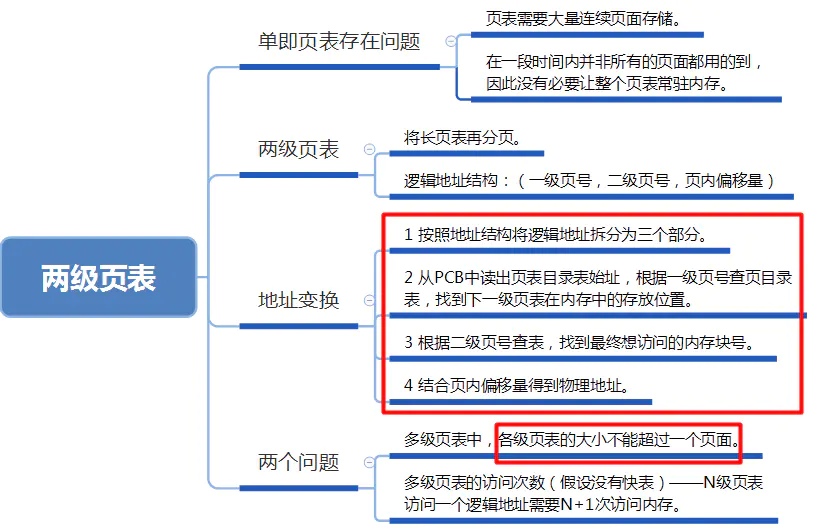 单即页表存在问题
页表需要大量连续页面存储。
在一段时间内并非所有的页面都用的到，
因此没有必要让整个页表常驻内存。
两级页表
将长页表再分页。
逻辑地址结构：（一级页号，二级页号，页内偏移量）
两级页表
地址变换
1 按照地址结构将逻辑地址拆分为三个部分。
2 从PCB中读出页表目录表始址，根据一级页号查页目录
表，找到下一级页表在内存中的存放位置。
3 根据二级页号查表，找到最终想访问的内存块号。
4 结合页内偏移量得到物理地址。
两个问题
多级页表中，各级页表的大小不能超过一个页面。
多级页表的访问次数（假设没有快表）——N级页表
访问一个逻辑地址需要N+1次访问内存。